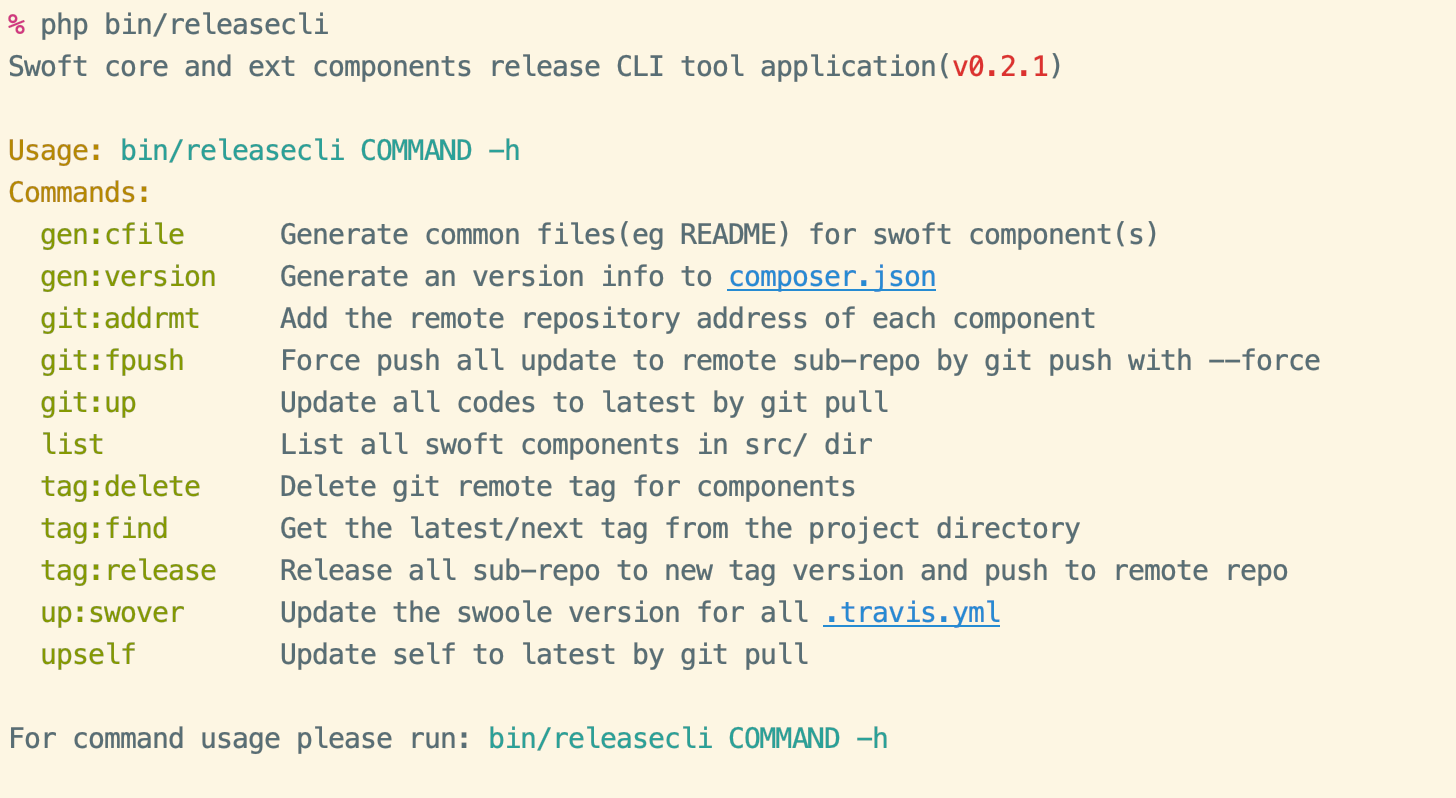 % php bin/releasecli
Swoft core and ext components release CLI tool application(v0.2.1)
Usage: bin/releasecli COMMAND -h
Commands:
gen:cfile Generate common files(eg README) for swoft component(s)
gen:version Generate an version info to composer.json
git:addrmt Add the remote repository address of each component
git:fpush Force push all update to remote sub-repo by git push with --force
git:up Update all codes to latest by git pull
list List all swoft components in src/ dir
tag:delete Delete git remote tag for components
tag:find Get the latest/next tag from the project directory
tag:release Release all sub-repo to new tag version and push to remote repo
up:swover Update the swoole version for all .travis.yml
upself Update self to latest by git pull
For command usage please run: bin/releasecli COMMAND -h